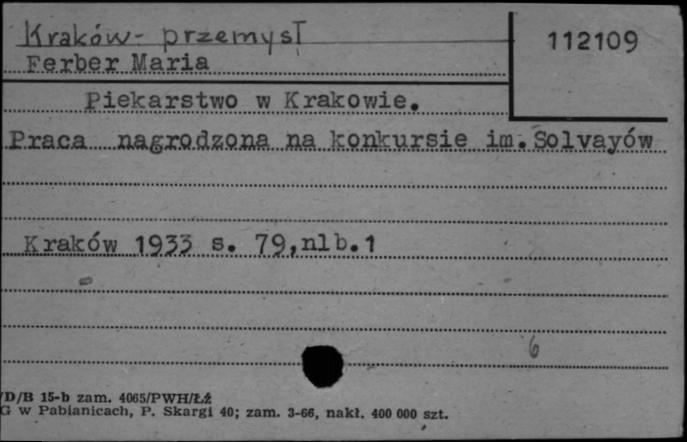 Kraków - przemysł
112109
Ferber Maria
Piekarstwo w Krakowie.
Praca nagrodzona na konkursie im. Solvayów
Kraków 1933 s. 79,nlb.1
6
/D/B 15-b zam. 4065/PWH/ŁŹ
G w Pabianicach, P. Skargi 40; zam. 3-66, nakł. 400 000 szt.